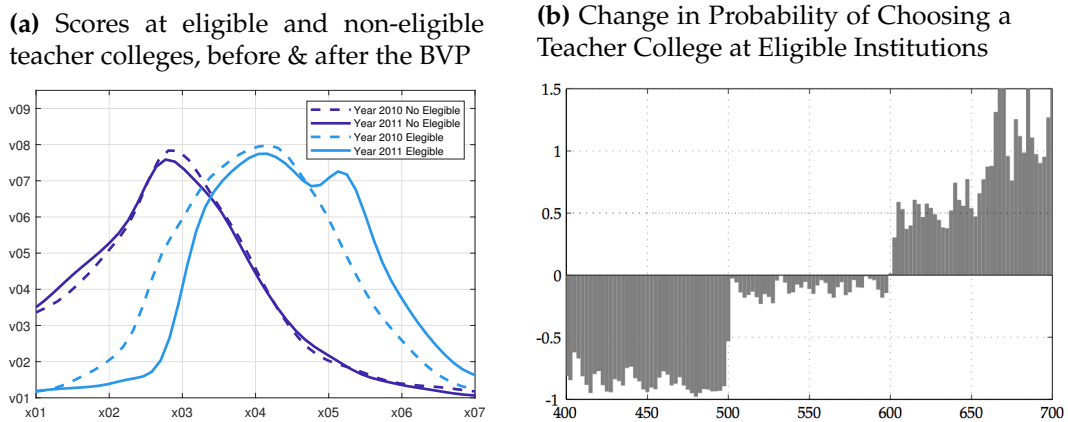 (a) Scores at eligible and non-eligible
teacher colleges, before & after the BVP
v09
v08
v07
v06
v05
v04
v03
v02
v01
x01 x02 x03 x04 x05 x06 x07
Year 2010 No Elegible
Year 2011 No Elegible
Year 2010 Elegible
Year 2011 Elegible
(b) Change in Probability of Choosing a
Teacher College at Eligible Institutions
1.5
1
0.5
0
-0.5
-1
400 450 500 550 600 650 700